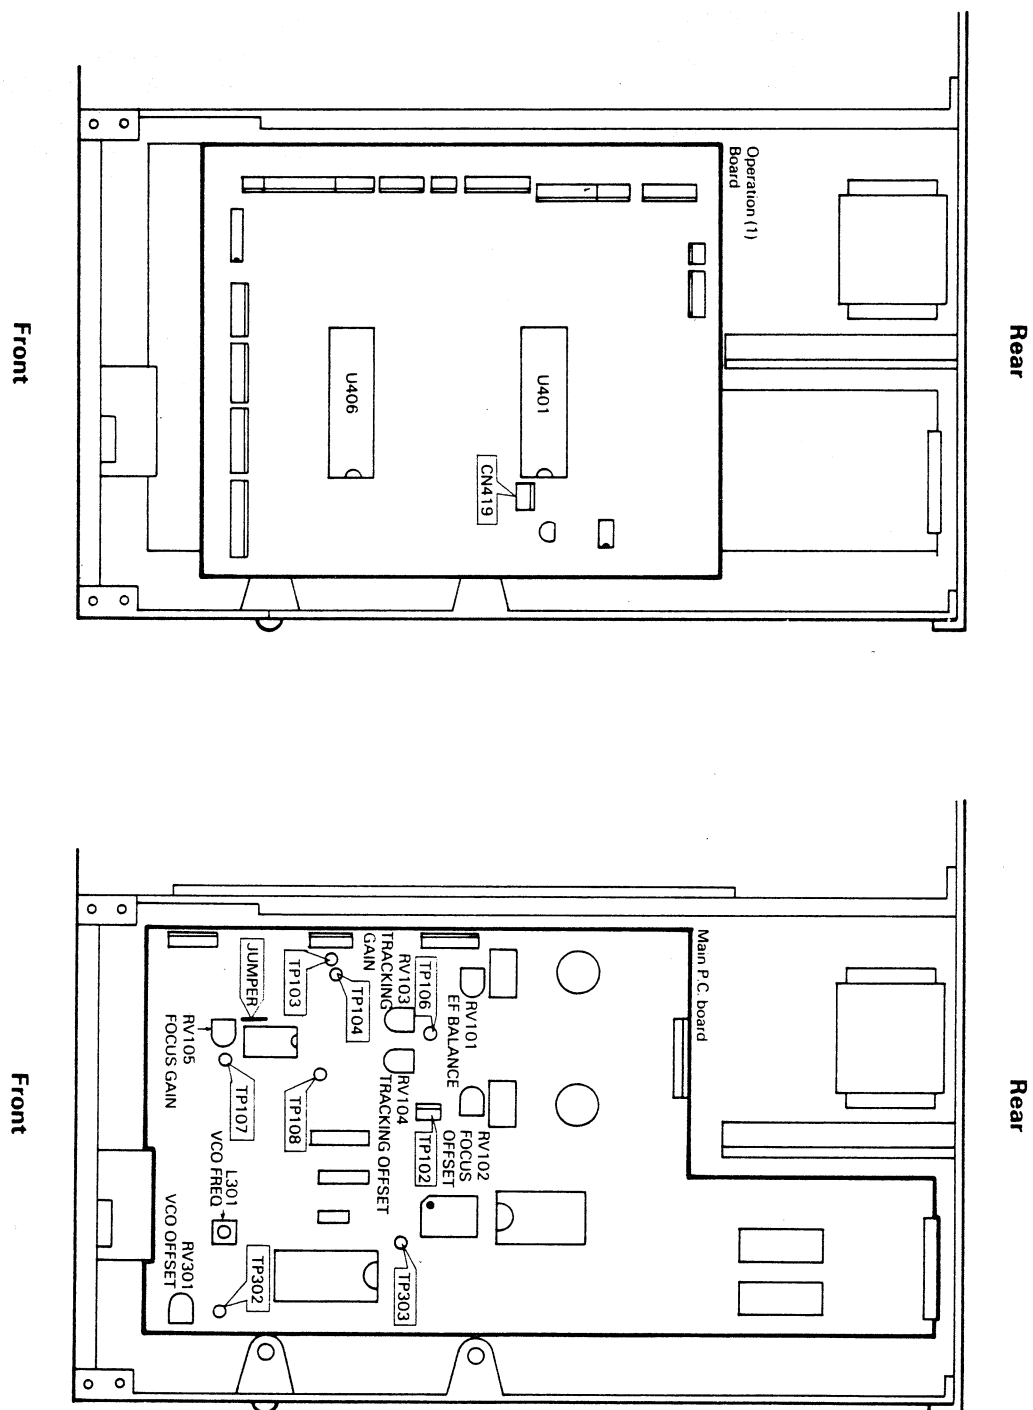 Rear
Operation (1)
Board
U401
U406
CN419
Front
Rear
Main P.C. board
RV101
EF BALANCE
RV102
FOCUS
OFFSET
TP106
TP102
RV103
TRACKING
GAIN
RV104
TRACKING OFFSET
TP104
TP103
TP108
TP303
JUMPER
TP107
RV105
FOCUS GAIN
L301
VCO FREQ
TP302
RV301
VCO OFFSET
Front